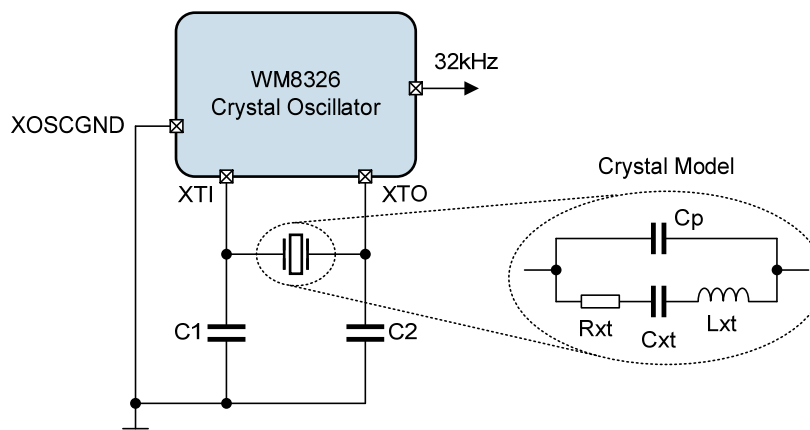 WM8326
Crystal Oscillator
32kHz
XOSCGND
XTI
XTO
Crystal Model
Cp
Rxt
Cxt
Lxt
C1
C2